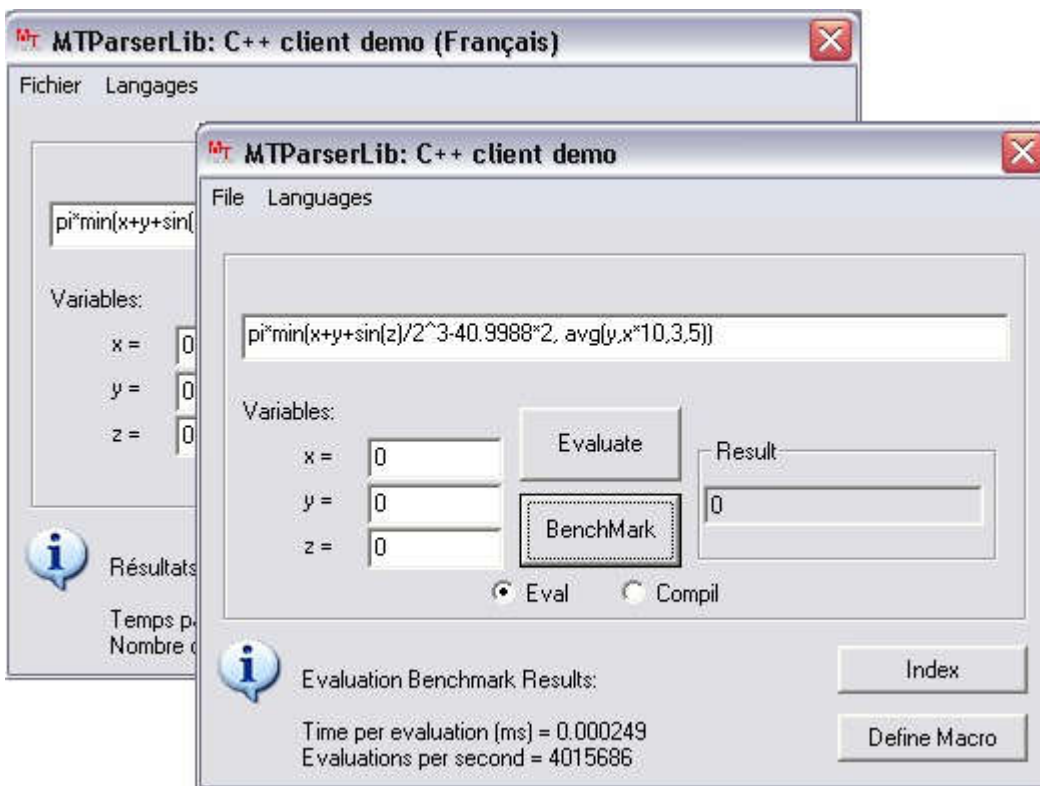 MT MTParserLib: C++ client demo (Français)
Fichier Langages
pi*min(x+y+sin(
Variables:
x = 0
y = 0
z = 0
Résultats
Temps
Nombre
MT MTParserLib: C++ client demo
File Languages
pi*min(x+y+sin(z)/2^3-40.9988*2, avg(y,x*10,3,5))
Variables:
x = 0
y = 0
z = 0
Evaluate
BenchMark
Result
0
Eval Compil
Evaluation Benchmark Results:
Time per evaluation (ms) = 0.000249
Evaluations per second = 4015686
Index
Define Macro